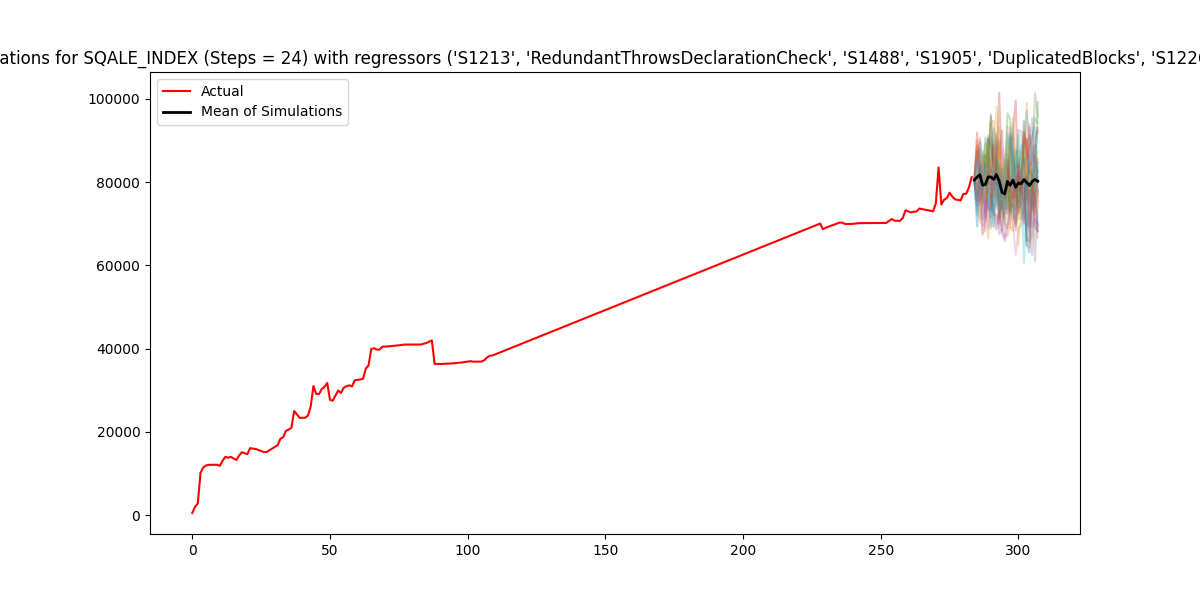 ations for SQALE_INDEX (Steps = 24) with regressors ('S1213', 'RedundantThrowsDeclarationCheck', 'S1488', 'S1905', 'DuplicatedBlocks', 'S122
Actual
Mean of Simulations
100000
80000
60000
40000
20000
0
0 50 100 150 200 250 300